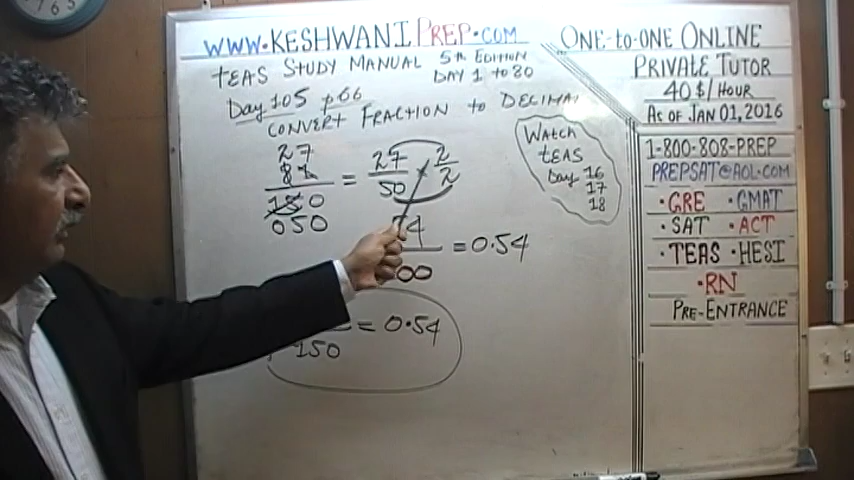 WWW.KESHWANIPREP.COM
TEAS STUDY MANUAL 5th EDITION
DAY 1 to 80
Day 105 p66
CONVERT FRACTION to DECIMAL
27
81
150
050
= 27/50 × 2/2
54
100
= 0.54
150
= 0.54
WATCH
tEAS
Day 16
17
18
ONE-to-ONE ONLINE
PRIVATE TUTOR
40$/HOUR
AS OF JAN 01,2016
1-800-808-PREP
PREPSAT@AOL.COM
•GRE •GMAT
•SAT •ACT
•TEAS •HESI
•RN
PRE-ENTRANCE